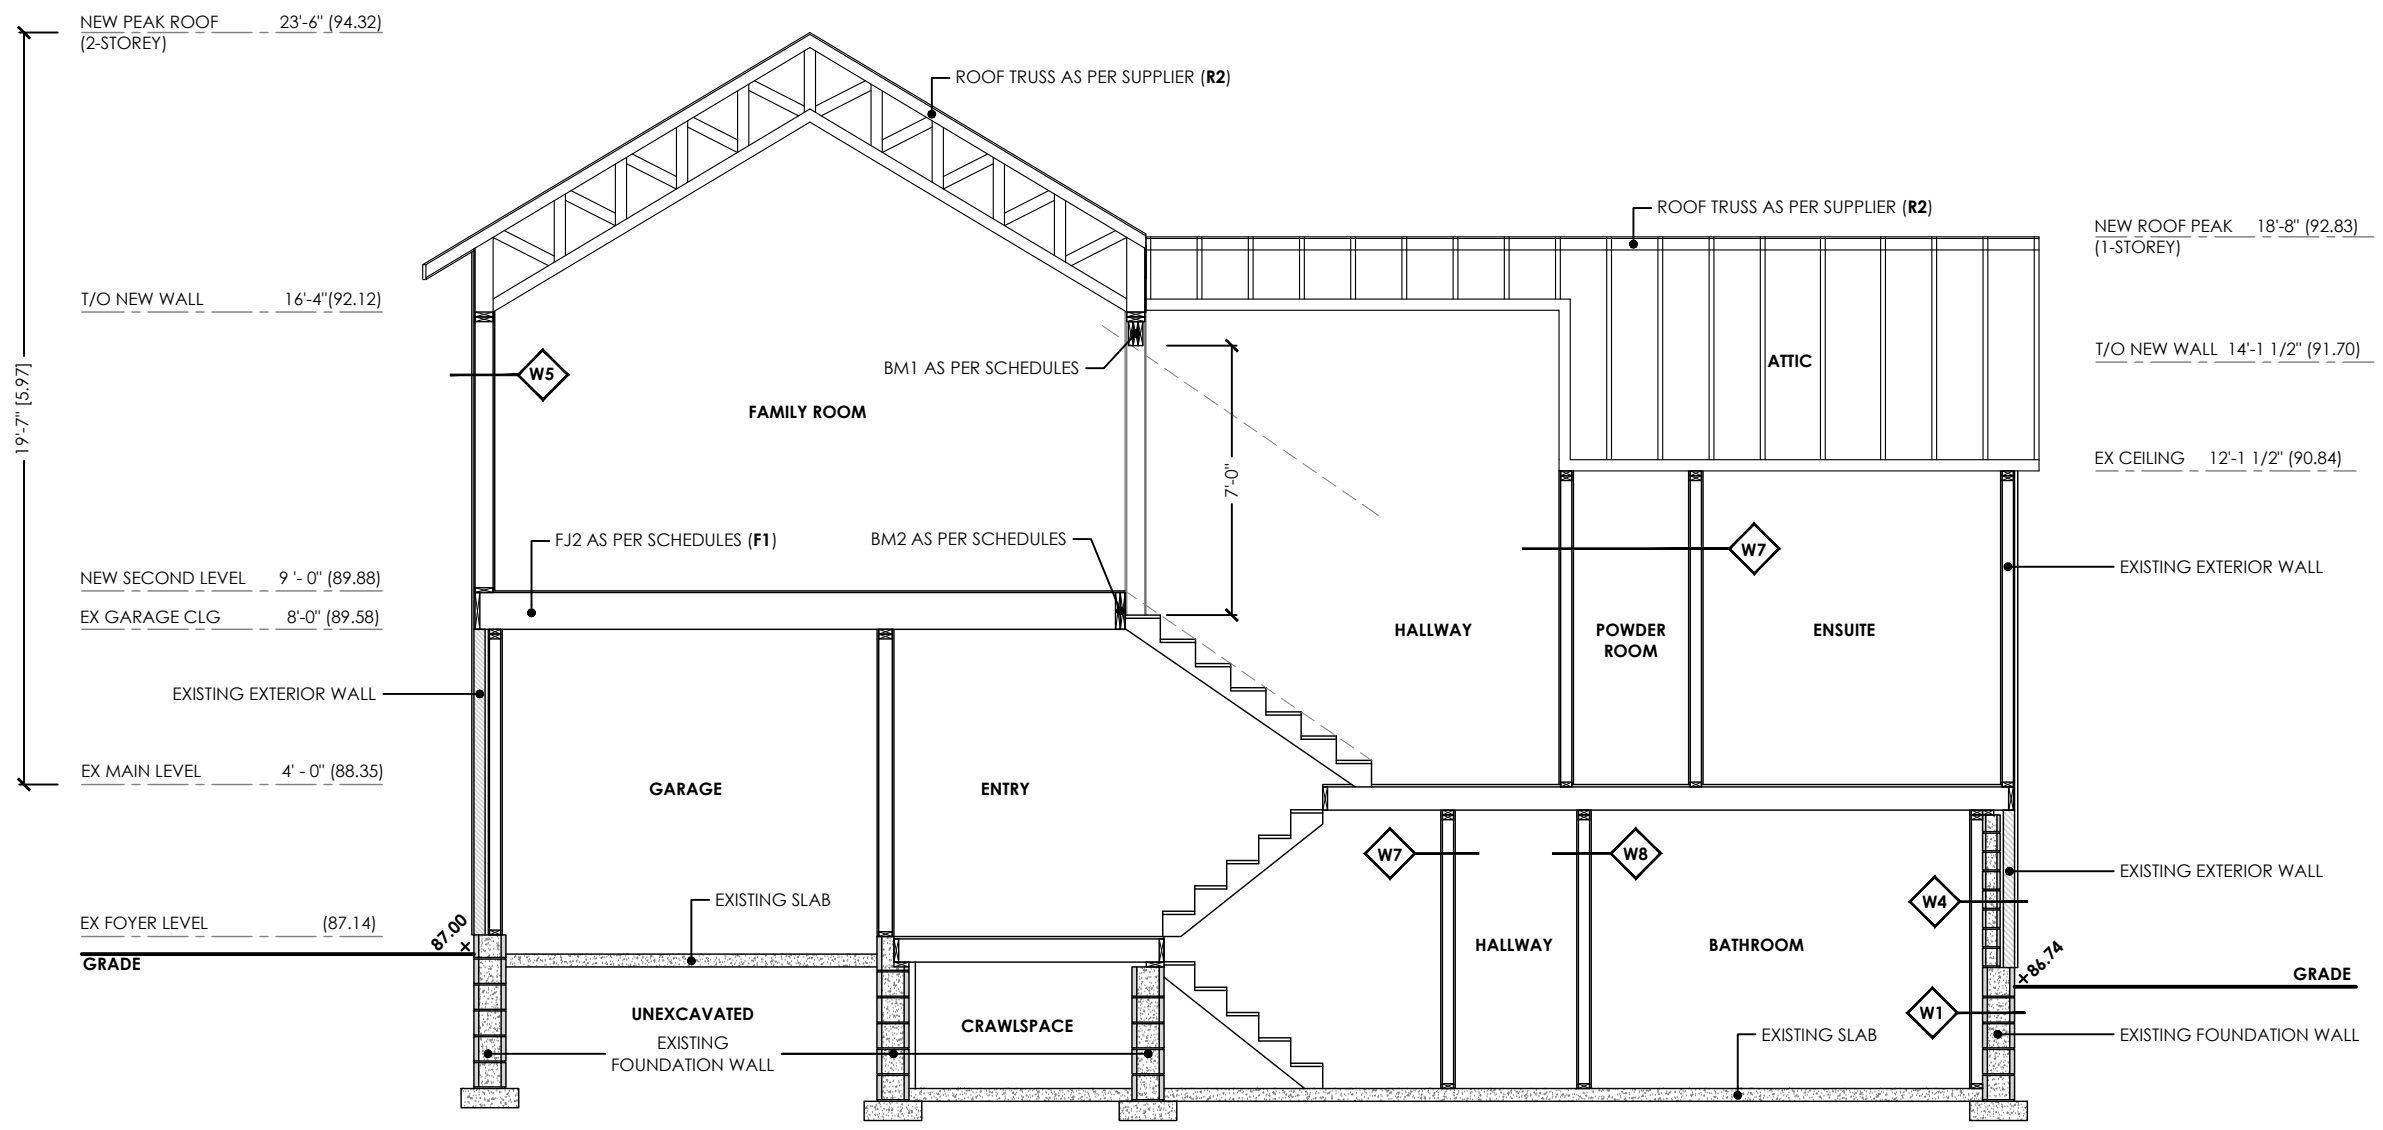 NEW PEAK ROOF 23'-6" (94.32)
(2-STOREY)
ROOF TRUSS AS PER SUPPLIER (R2)
ROOF TRUSS AS PER SUPPLIER (R2)
NEW ROOF PEAK 18'-8" (92.83)
(1-STOREY)
T/O NEW WALL 16'-4"(92.12)
T/O NEW WALL 14'-1 1/2" (91.70)
ATTIC
BM1 AS PER SCHEDULES
W5
19'-7" [5.97]
FAMILY ROOM
7'-0"
EX CEILING 12'-1 1/2" (90.84)
FJ2 AS PER SCHEDULES (F1)
BM2 AS PER SCHEDULES
W7
EXISTING EXTERIOR WALL
NEW SECOND LEVEL 9 '- 0" (89.88)
EX GARAGE CLG 8'-0" (89.58)
HALLWAY
POWDER
ROOM
ENSUITE
EXISTING EXTERIOR WALL
EX MAIN LEVEL 4' - 0" (88.35)
GARAGE
ENTRY
W7
W8
EXISTING EXTERIOR WALL
EXISTING SLAB
W4
EX FOYER LEVEL (87.14)
87.00
GRADE
HALLWAY
BATHROOM
86.74
GRADE
UNEXCAVATED
EXISTING
FOUNDATION WALL
CRAWLSPACE
W1
EXISTING SLAB
EXISTING FOUNDATION WALL